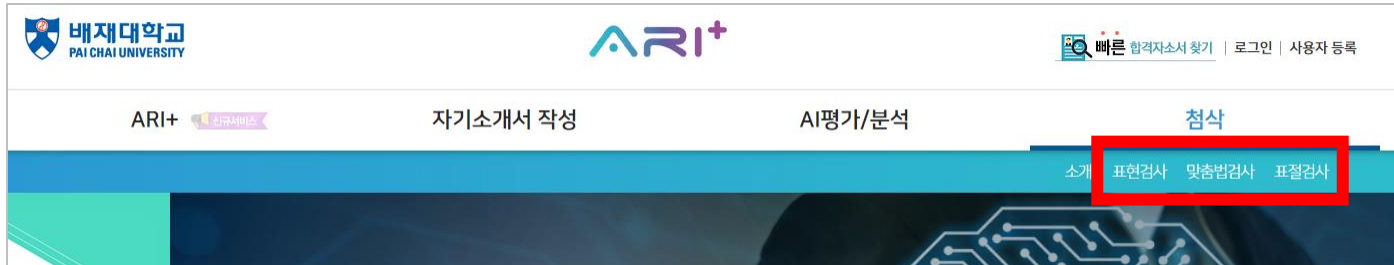 배재대학교
PAI CHAI UNIVERSITY
ARI+
빠른 합격자소서 찾기 | 로그인 | 사용자 등록
ARI+ 신규서비스 자기소개서 작성 AI평가/분석 첨삭
소개 표현검사 맞춤법검사 표절검사